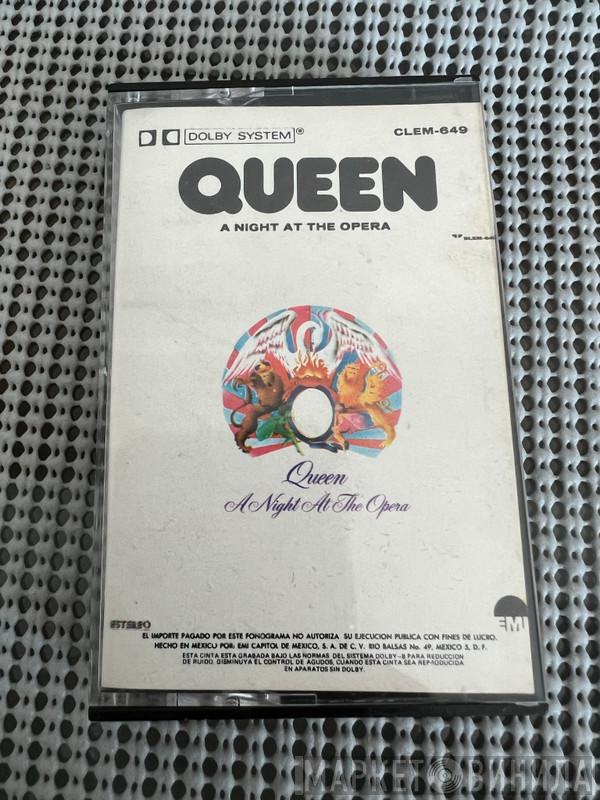 DOLBY SYSTEM®
CLEM-649
QUEEN
A NIGHT AT THE OPERA
Queen
A Night At The Opera
ESTEREO
EMI
EL IMPORTE PAGADO POR ESTE FONOGRAMA NO AUTORIZA SU EJECUCION PUBLICA CON FINES DE LUCRO.
HECHO EN MEXICO POR: EMI CAPITOL DE MEXICO, S. A. DE C. V. RIO BALSAS No. 49, MEXICO 5, D. F.
ESTA CINTA ESTA GRABADA BAJO LAS NORMAS DEL SISTEMA DOLBY-B PARA REDUCCION
DE RUIDO. DISMINUYA EL CONTROL DE AGUDOS, CUANDO ESTA CINTA SEA REPRODUCIDA
EN APARATOS SIN DOLBY.
МАРКЕТ ВИНИЛА